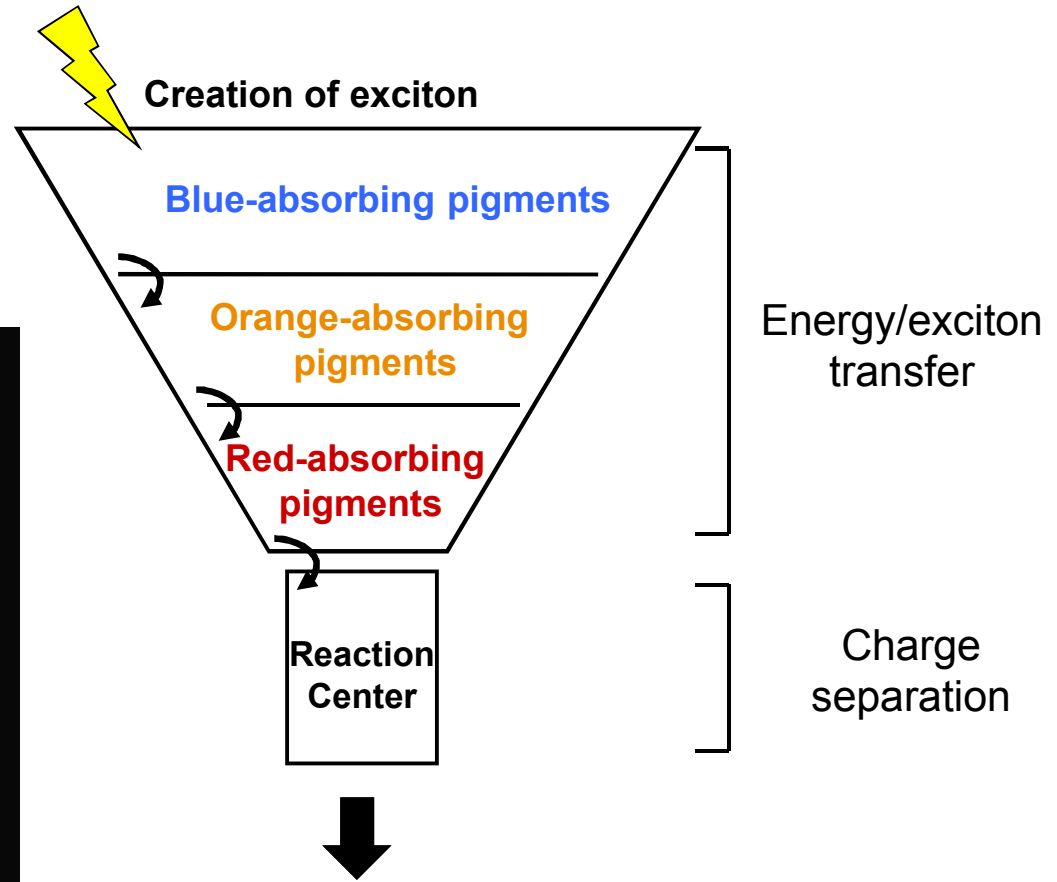 Creation of exciton
Blue-absorbing pigments
Orange-absorbing
pigments
Red-absorbing
pigments
Reaction
Center
Energy/exciton
transfer
Charge
separation